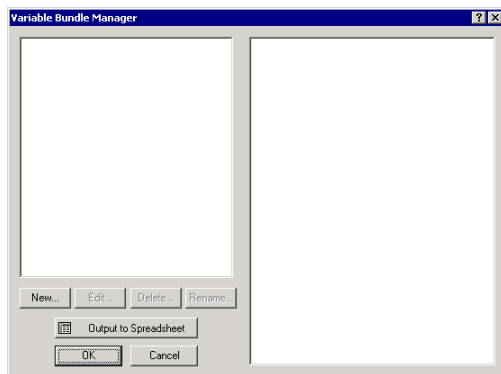 Variable Bundle Manager
New... Edit... Delete... Rename...
Output to Spreadsheet
OK Cancel